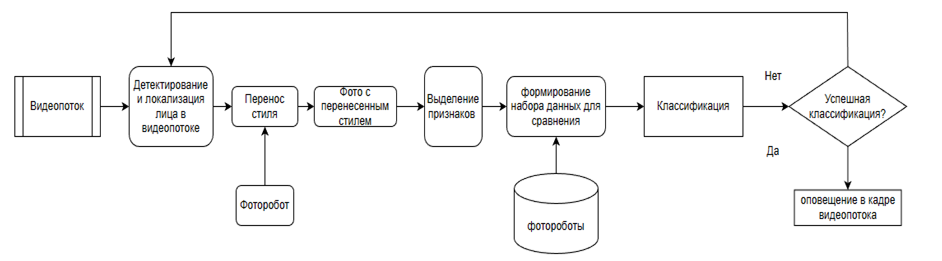 Видеопоток
Детектирование
и локализация
лица в
видеопотоке
Перенос
стиля
Фото с
перенесенным
стилем
Выделение
признаков
формирование
набора данных для
сравнения
Классификация
Нет
Успешная
классификация?
Да
Фоторобот
фотороботы
оповещение в кадре
видеопотока